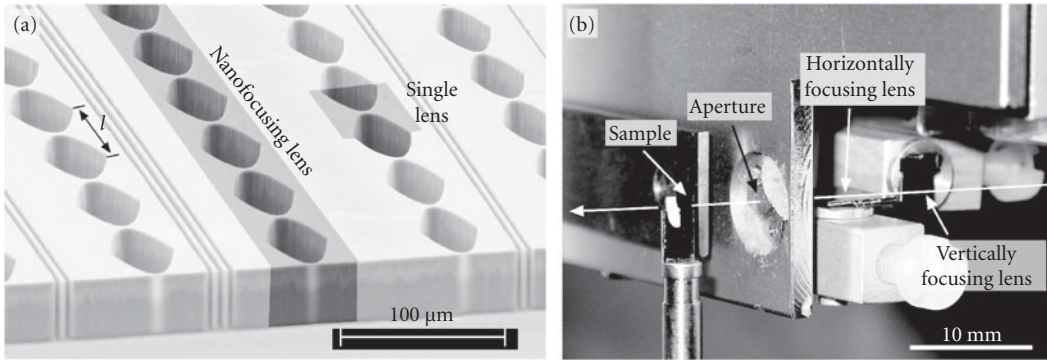 (a)
l
Nanofocusing lens
Single
lens
100 µm
(b)
Horizontally
focusing lens
Aperture
Sample
Vertically
focusing lens
10 mm